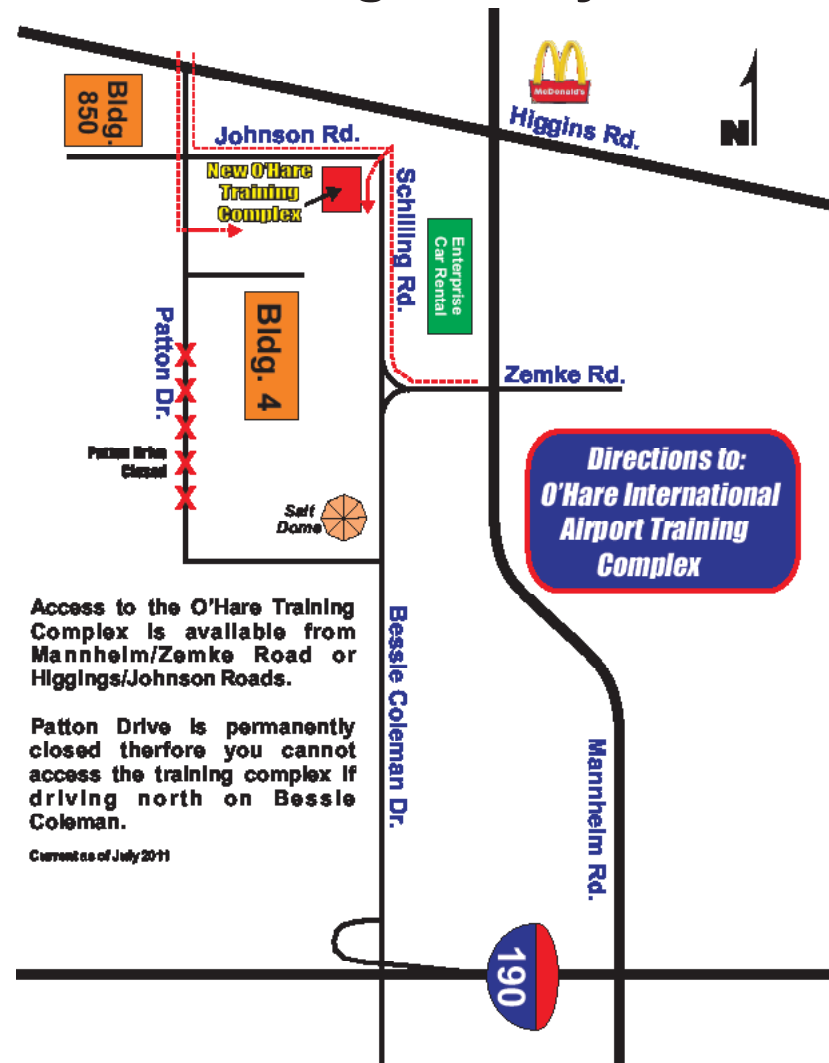 McDonald's
Higgins Rd.
N
Bldg.
850
Johnson Rd.
New O'Hare
Training
Complex
Schilling Rd.
Enterprise
Car Rental
Patton Dr.
Bldg. 4
Zemke Rd.
Patton Drive
Closed
Salt
Dome
Directions to:
O'Hare International
Airport Training
Complex
Access to the O'Hare Training
Complex is available from
Mannheim/Zemke Road or
Higgings/Johnson Roads.
Patton Drive is permanently
closed therfore you cannot
access the training complex if
driving north on Bessie
Coleman.
Current as of July 2011
Bessie Coleman Dr.
Mannheim Rd.
190